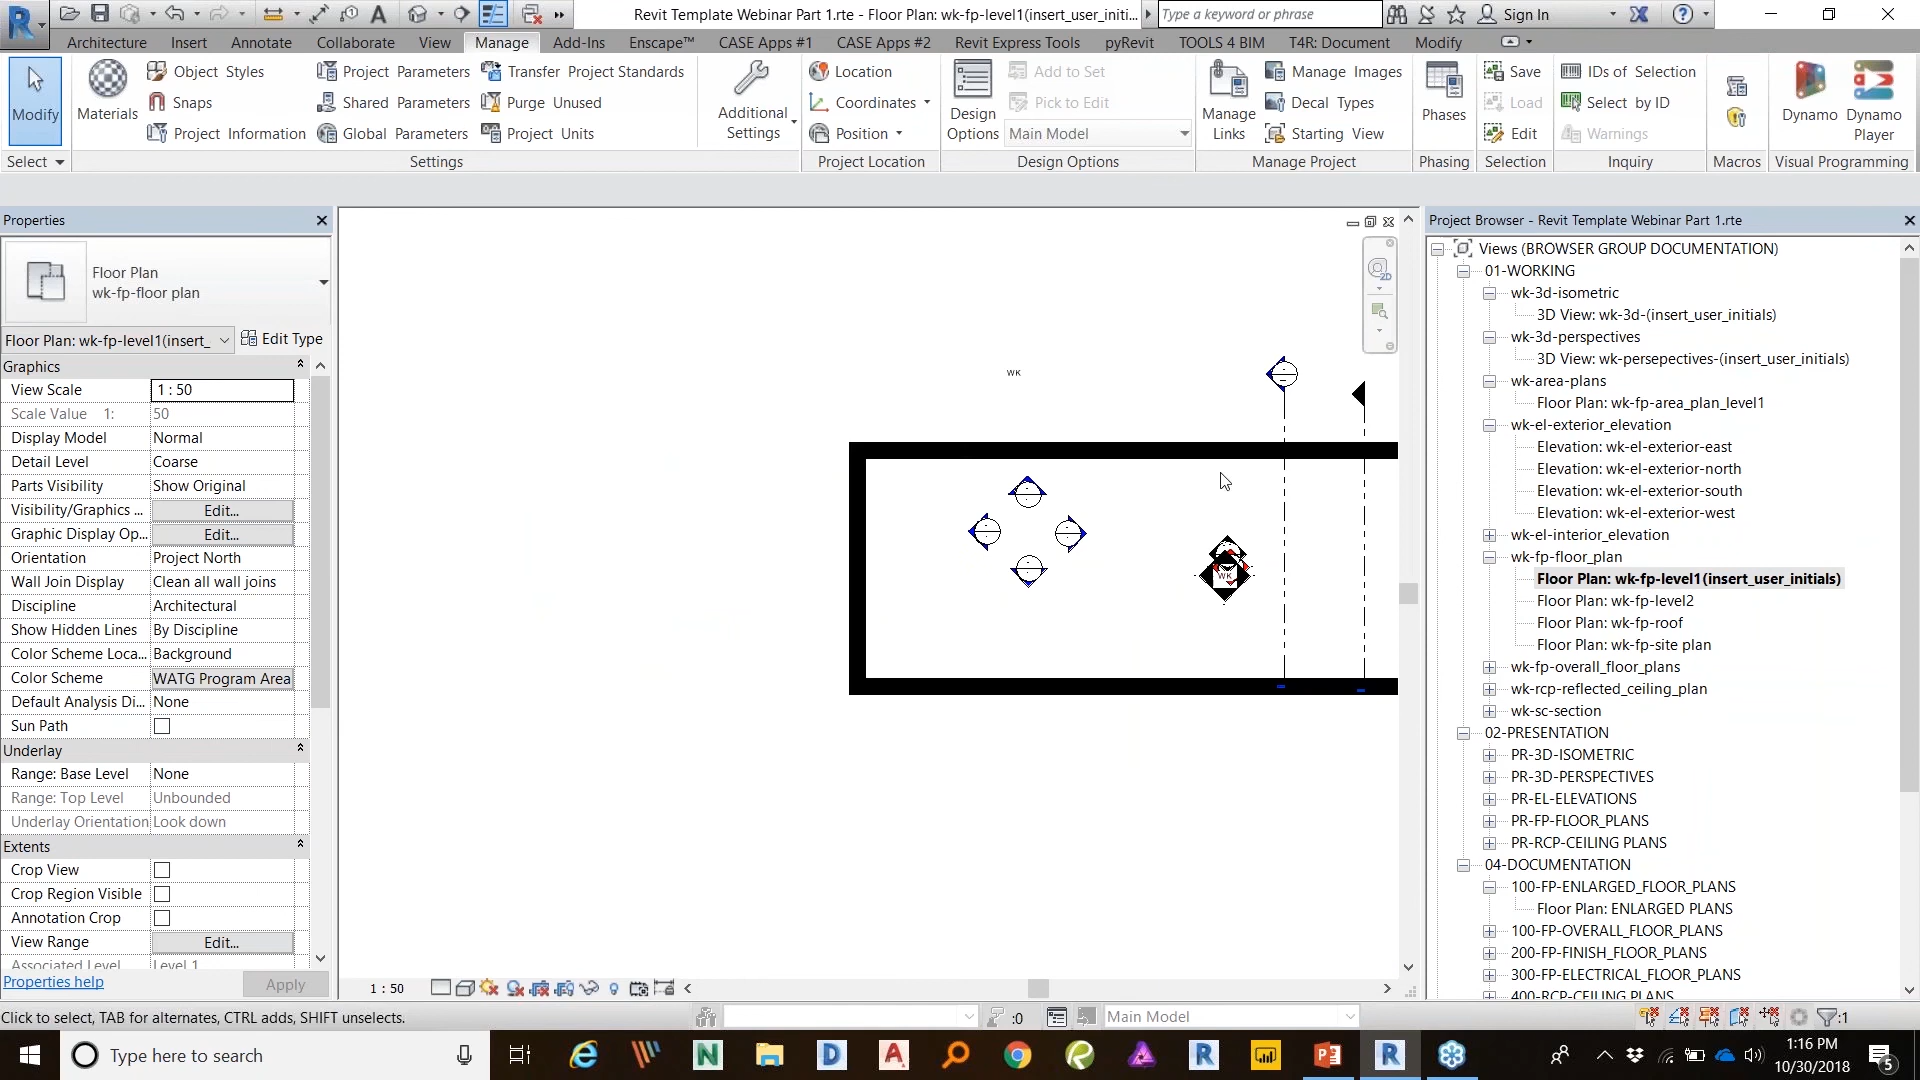 Revit Template Webinar Part 1.rte - Floor Plan: wk-fp-level1(insert_user_initi...
Type a keyword or phrase
Sign In
Architecture Insert Annotate Collaborate View Manage Add-Ins Enscape™ CASE Apps #1 CASE Apps #2 Revit Express Tools pyRevit TOOLS 4 BIM T4R: Document Modify
Modify
Materials
Object Styles
Snaps
Project Information
Project Parameters
Shared Parameters
Global Parameters
Transfer Project Standards
Purge Unused
Project Units
Additional Settings
Location
Coordinates
Position
Design Options
Add to Set
Pick to Edit
Main Model
Manage Links
Manage Images
Decal Types
Starting View
Phases
Save
Load
Edit
IDs of Selection
Select by ID
Warnings
Dynamo
Dynamo Player
Select Settings Project Location Design Options Manage Project Phasing Selection Inquiry Macros Visual Programming
Properties
Floor Plan
wk-fp-floor plan
Floor Plan: wk-fp-level1(insert_
Edit Type
Graphics
View Scale 1 : 50
Scale Value 1: 50
Display Model Normal
Detail Level Coarse
Parts Visibility Show Original
Visibility/Graphics ... Edit...
Graphic Display Op... Edit...
Orientation Project North
Wall Join Display Clean all wall joins
Discipline Architectural
Show Hidden Lines By Discipline
Color Scheme Loca... Background
Color Scheme WATG Program Area
Default Analysis Di... None
Sun Path
Underlay
Range: Base Level None
Range: Top Level Unbounded
Underlay Orientation Look down
Extents
Crop View
Crop Region Visible
Annotation Crop
View Range Edit...
Associated Level Level 1
Properties help
Apply
WK
WK
2D
1 : 50
Project Browser - Revit Template Webinar Part 1.rte
Views (BROWSER GROUP DOCUMENTATION)
01-WORKING
wk-3d-isometric
3D View: wk-3d-(insert_user_initials)
wk-3d-perspectives
3D View: wk-persepectives-(insert_user_initials)
wk-area-plans
Floor Plan: wk-fp-area_plan_level1
wk-el-exterior_elevation
Elevation: wk-el-exterior-east
Elevation: wk-el-exterior-north
Elevation: wk-el-exterior-south
Elevation: wk-el-exterior-west
wk-el-interior_elevation
wk-fp-floor_plan
Floor Plan: wk-fp-level1(insert_user_initials)
Floor Plan: wk-fp-level2
Floor Plan: wk-fp-roof
Floor Plan: wk-fp-site plan
wk-fp-overall_floor_plans
wk-rcp-reflected_ceiling_plan
wk-sc-section
02-PRESENTATION
PR-3D-ISOMETRIC
PR-3D-PERSPECTIVES
PR-EL-ELEVATIONS
PR-FP-FLOOR_PLANS
PR-RCP-CEILING PLANS
04-DOCUMENTATION
100-FP-ENLARGED_FLOOR_PLANS
Floor Plan: ENLARGED PLANS
100-FP-OVERALL_FLOOR_PLANS
200-FP-FINISH_FLOOR_PLANS
300-FP-ELECTRICAL_FLOOR_PLANS
400-RCP-CEILING PLANS
Click to select, TAB for alternates, CTRL adds, SHIFT unselects.
:0
Main Model
:1
Type here to search
1:16 PM
10/30/2018
5